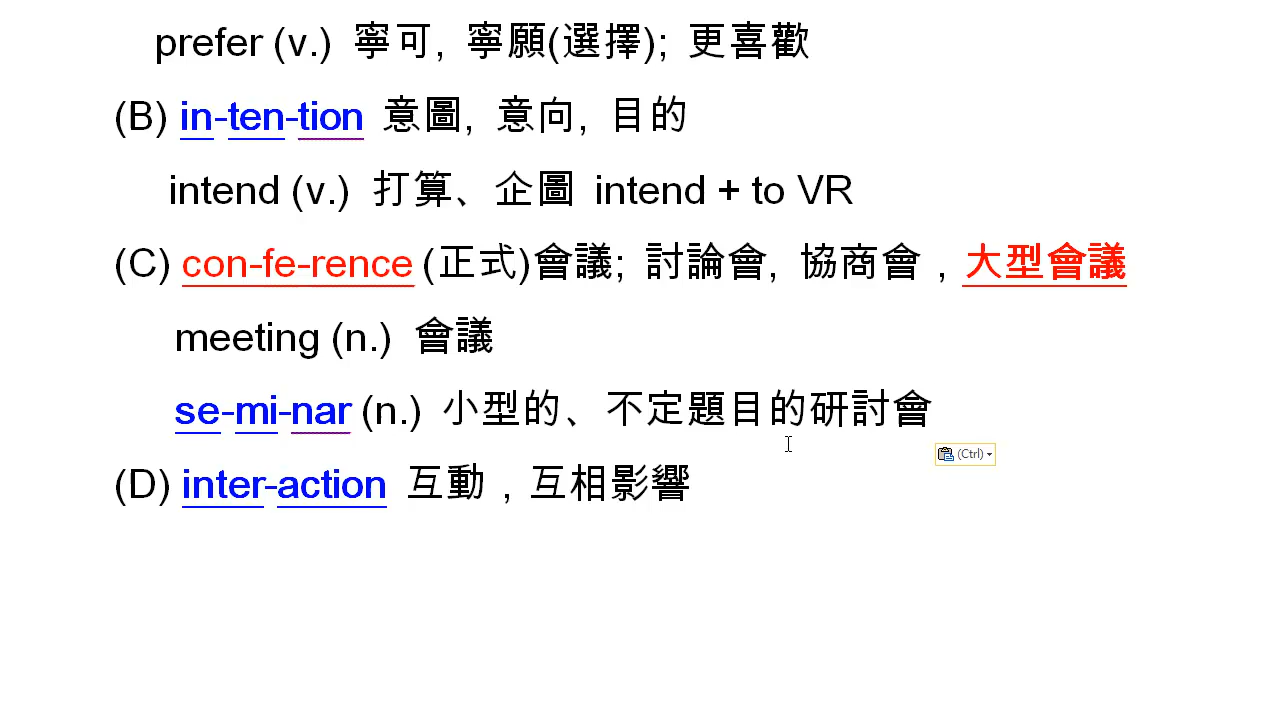 prefer (v.) 寧可, 寧願(選擇); 更喜歡
(B) in-ten-tion 意圖, 意向, 目的
intend (v.) 打算、企圖 intend + to VR
(C) con-fe-rence (正式)會議; 討論會, 協商會，大型會議
meeting (n.) 會議
se-mi-nar (n.) 小型的、不定題目的研討會
(Ctrl)
(D) inter-action 互動，互相影響